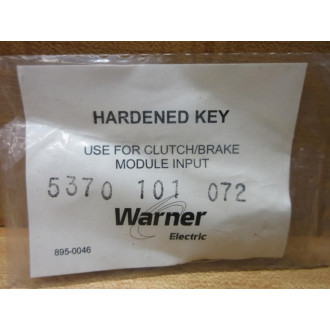 HARDENED KEY
USE FOR CLUTCH/BRAKE
MODULE INPUT
5370 101 072
Warner
Electric
895-0046